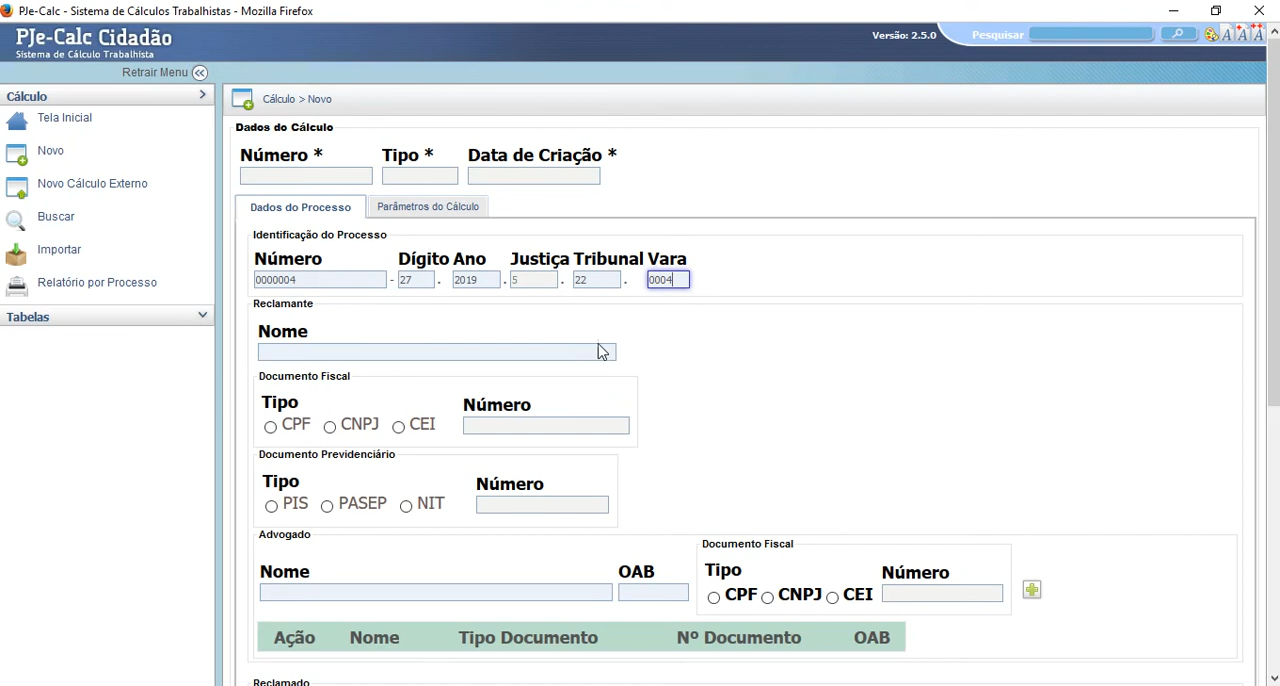 PJe-Calc - Sistema de Cálculos Trabalhistas - Mozilla Firefox
PJe-Calc Cidadão
Sistema de Cálculo Trabalhista
Versão: 2.5.0
Pesquisar
A A A
Retrair Menu
Cálculo
Tela Inicial
Novo
Novo Cálculo Externo
Buscar
Importar
Relatório por Processo
Tabelas
Cálculo > Novo
Dados do Cálculo
Número * Tipo * Data de Criação *
Dados do Processo Parâmetros do Cálculo
Identificação do Processo
Número Dígito Ano Justiça Tribunal Vara
0000004 - 27 . 2019 . 5 . 22 . 0004
Reclamante
Nome
Documento Fiscal
Tipo Número
CPF CNPJ CEI
Documento Previdenciário
Tipo Número
PIS PASEP NIT
Advogado
Nome OAB
Documento Fiscal
Tipo Número
CPF CNPJ CEI
Ação Nome Tipo Documento Nº Documento OAB
Reclamado